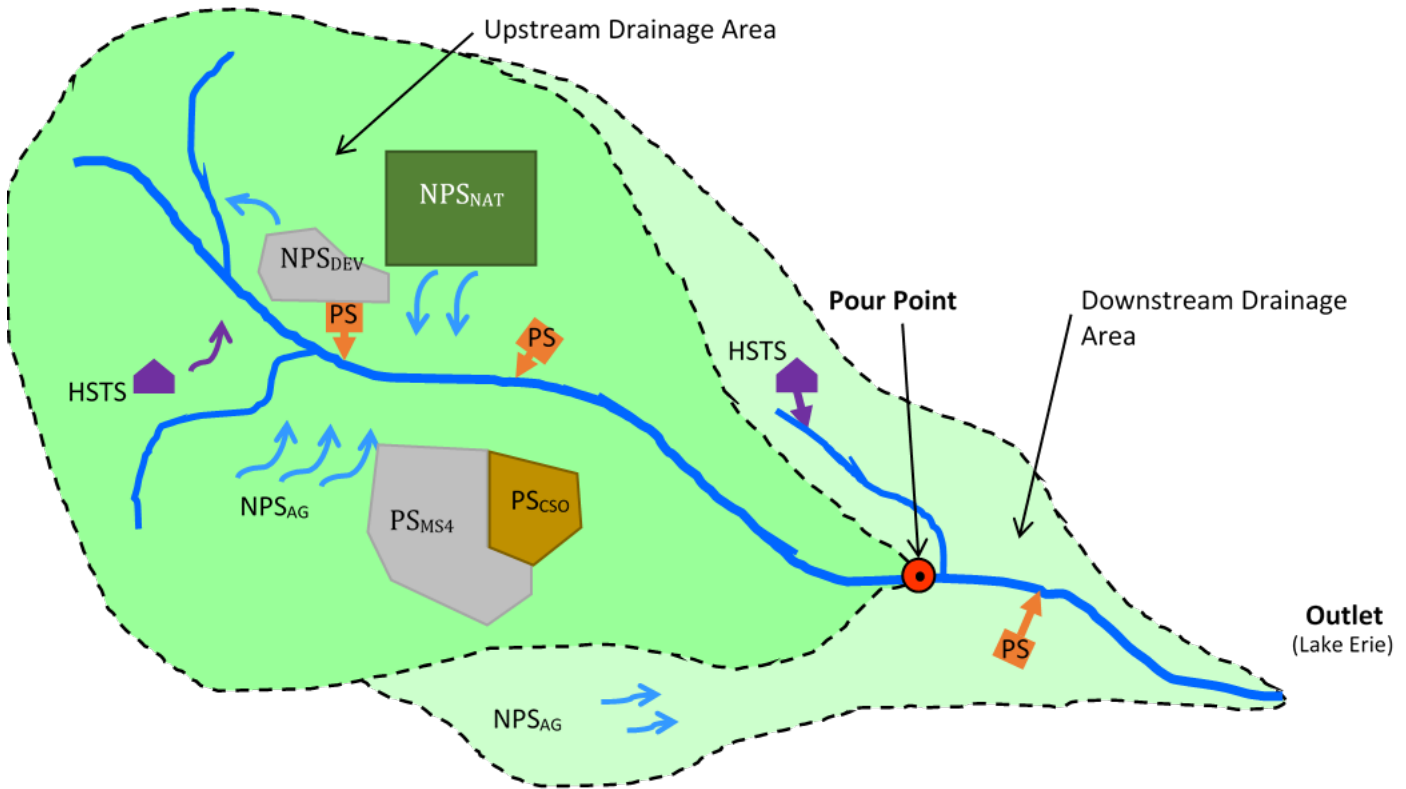 Upstream Drainage Area
NPSNAT
NPSDEV
PS
PS
HSTS
NPSAG
PSMS4
PSCSO
Pour Point
Downstream Drainage
Area
HSTS
PS
Outlet
(Lake Erie)
NPSAG